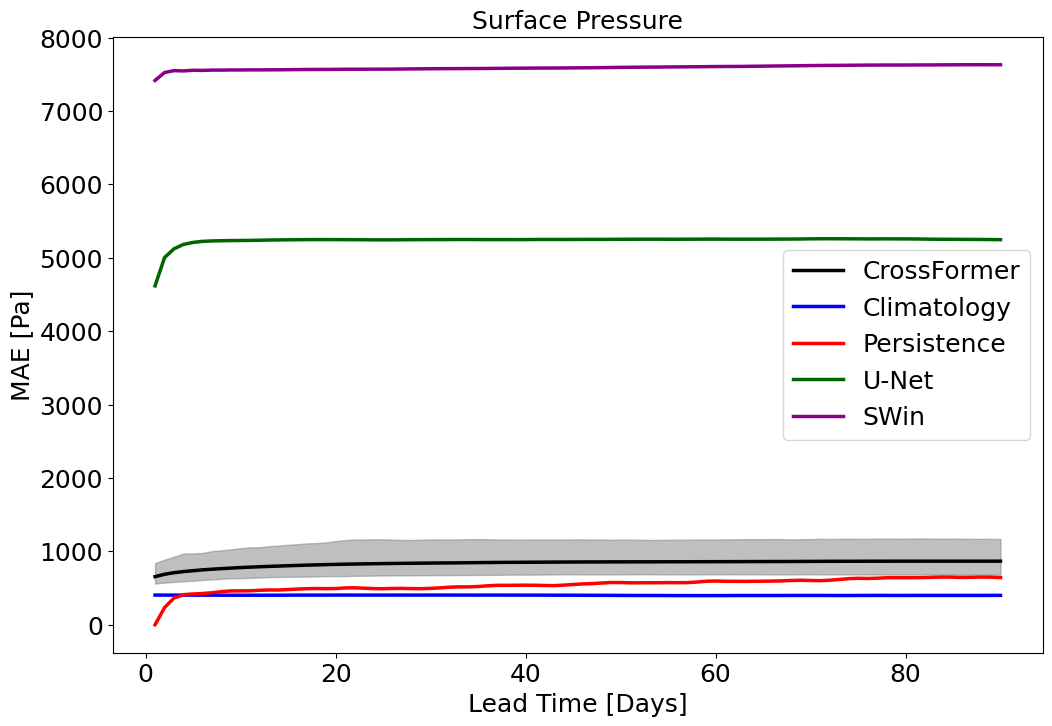 Surface Pressure
8000
7000
6000
5000
4000
3000
2000
1000
0
MAE [Pa]
CrossFormer
Climatology
Persistence
U-Net
SWin
0 20 40 60 80
Lead Time [Days]